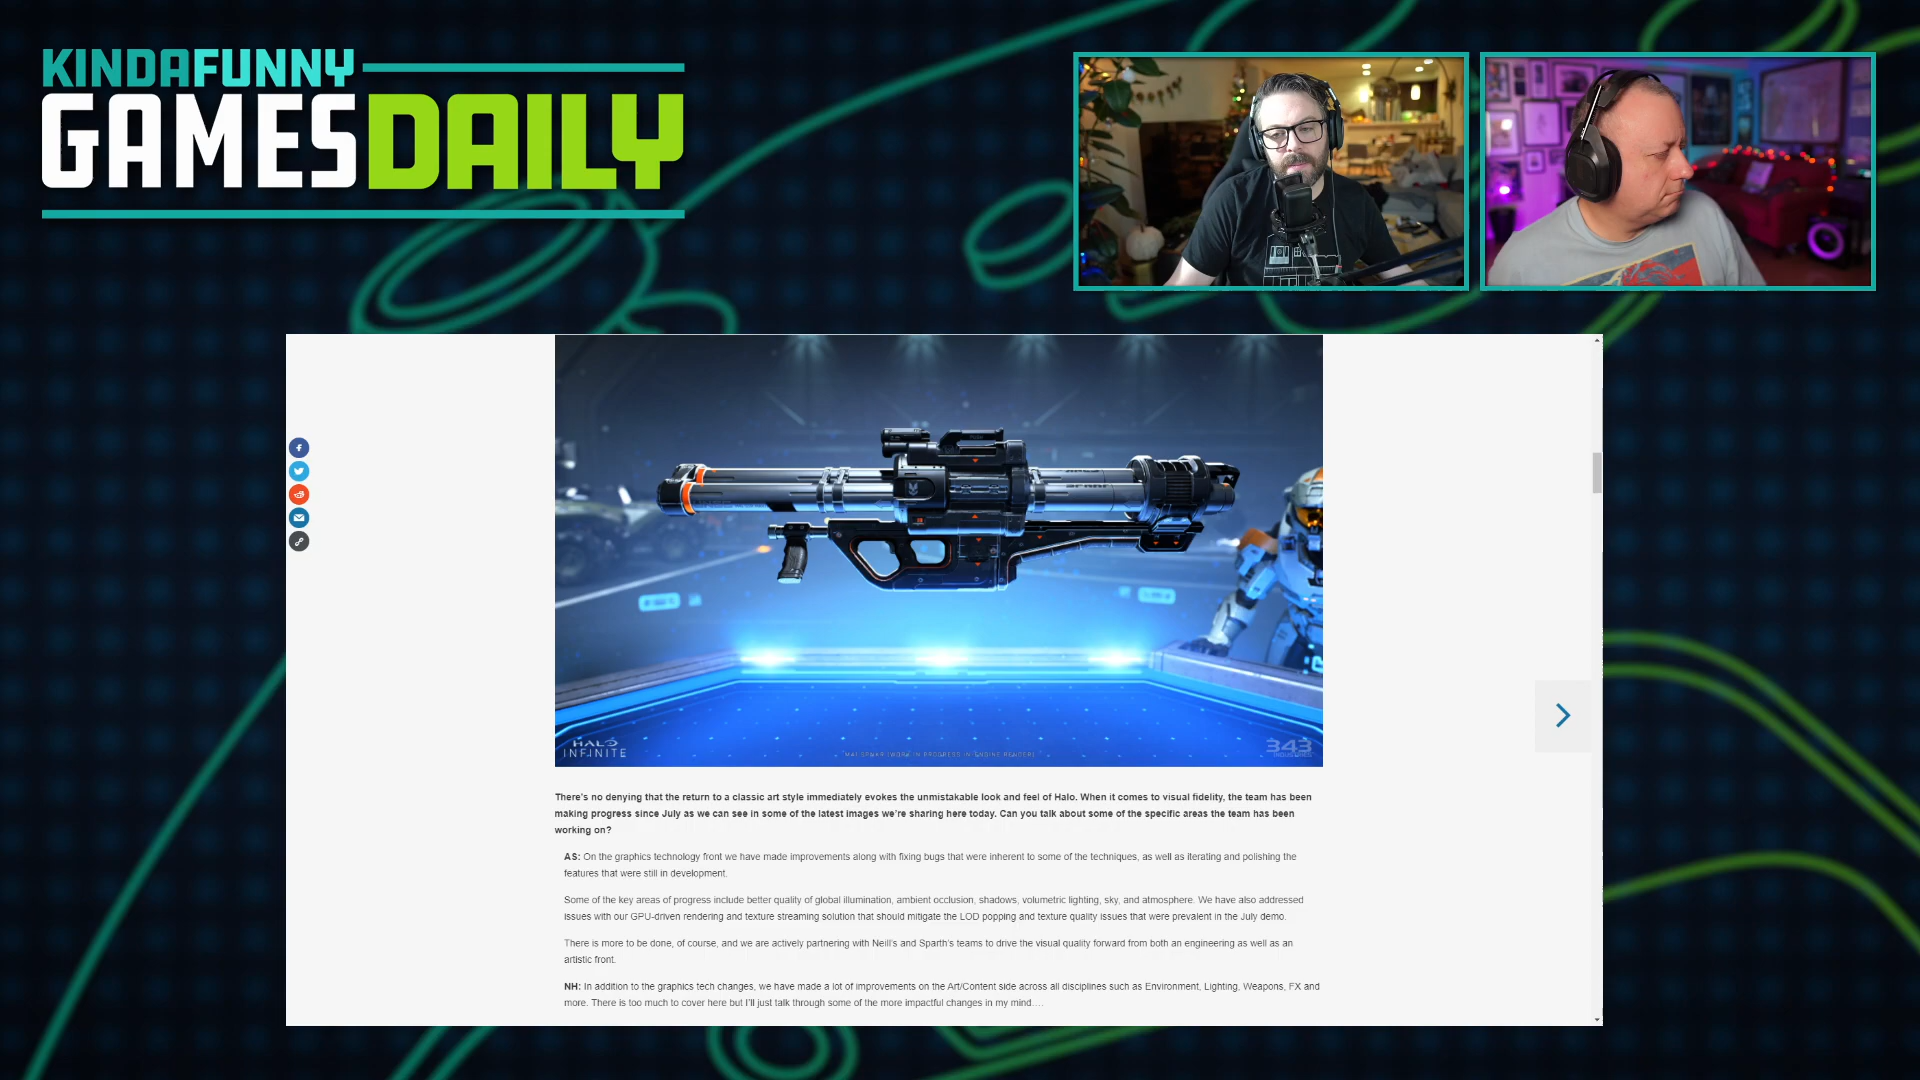 KINDAFUNNY
GAMESDAILY
HALO
INFINITE
343
INDUSTRIES
There's no denying that the return to a classic art style immediately evokes the unmistakable look and feel of Halo. When it comes to visual fidelity, the team has been
making progress since July as we can see in some of the latest images we're sharing here today. Can you talk about some of the specific areas the team has been
working on?
AS: On the graphics technology front we have made improvements along with fixing bugs that were inherent to some of the techniques, as well as iterating and polishing the
features that were still in development.
Some of the key areas of progress include better quality of global illumination, ambient occlusion, shadows, volumetric lighting, sky, and atmosphere. We have also addressed
issues with our GPU-driven rendering and texture streaming solution that should mitigate the LOD popping and texture quality issues that were prevalent in the July demo.
There is more to be done, of course, and we are actively partnering with Neill's and Sparth's teams to drive the visual quality forward from both an engineering as well as an
artistic front.
NH: In addition to the graphics tech changes, we have made a lot of improvements on the Art/Content side across all disciplines such as Environment, Lighting, Weapons, FX and
more. There is too much to cover here but I'll just talk through some of the more impactful changes in my mind....